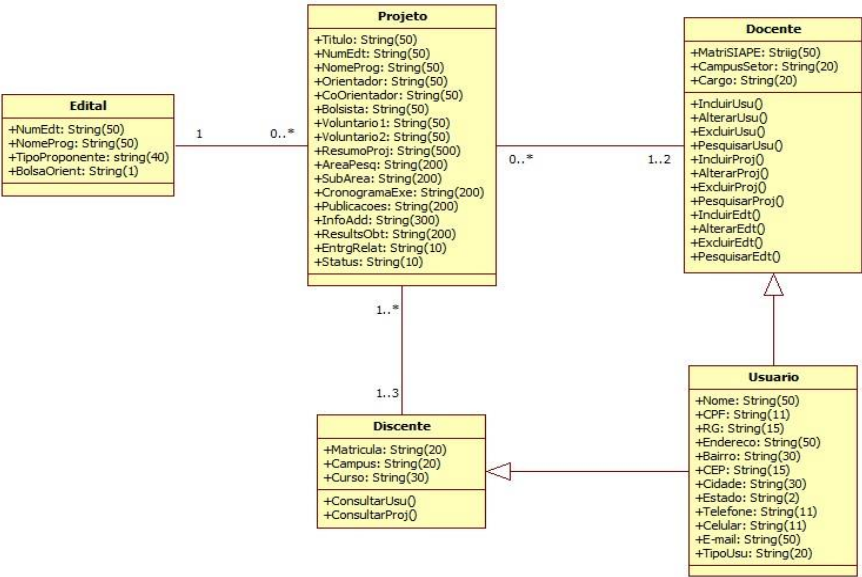 Edital
+NumEdt: String(50)
+NomeProg: String(50)
+TipoProponente: string(40)
+BolsaOrient: String(1)
1
0..*
Projeto
+Titulo: String(50)
+NumEdt: String(50)
+NomeProg: String(50)
+Orientador: String(50)
+CoOrientador: String(50)
+Bolsista: String(50)
+Voluntario1: String(50)
+Voluntario2: String(50)
+ResumoProj: String(500)
+AreaPesq: String(200)
+SubArea: String(200)
+CronogramaExe: String(200)
+Publicacoes: String(200)
+InfoAdd: String(300)
+ResultsObt: String(200)
+EntrgRelat: String(10)
+Status: String(10)
0..*
1..2
Docente
+MatriSIAPE: Striig(50)
+CampusSetor: String(20)
+Cargo: String(20)
+IncluirUsu()
+AlterarUsu()
+ExcluirUsu()
+PesquisarUsu()
+IncluirProj()
+AlterarProj()
+ExcluirProj()
+PesquisarProj()
+IncluirEdt()
+AlterarEdt()
+ExcluirEdt()
+PesquisarEdt()
1..*
1..3
Discente
+Matricula: String(20)
+Campus: String(20)
+Curso: String(30)
+ConsultarUsu()
+ConsultarProj()
Usuario
+Nome: String(50)
+CPF: String(11)
+RG: String(15)
+Endereco: String(50)
+Bairro: String(30)
+CEP: String(15)
+Cidade: String(30)
+Estado: String(2)
+Telefone: String(11)
+Celular: String(11)
+E-mail: String(50)
+TipoUsu: String(20)